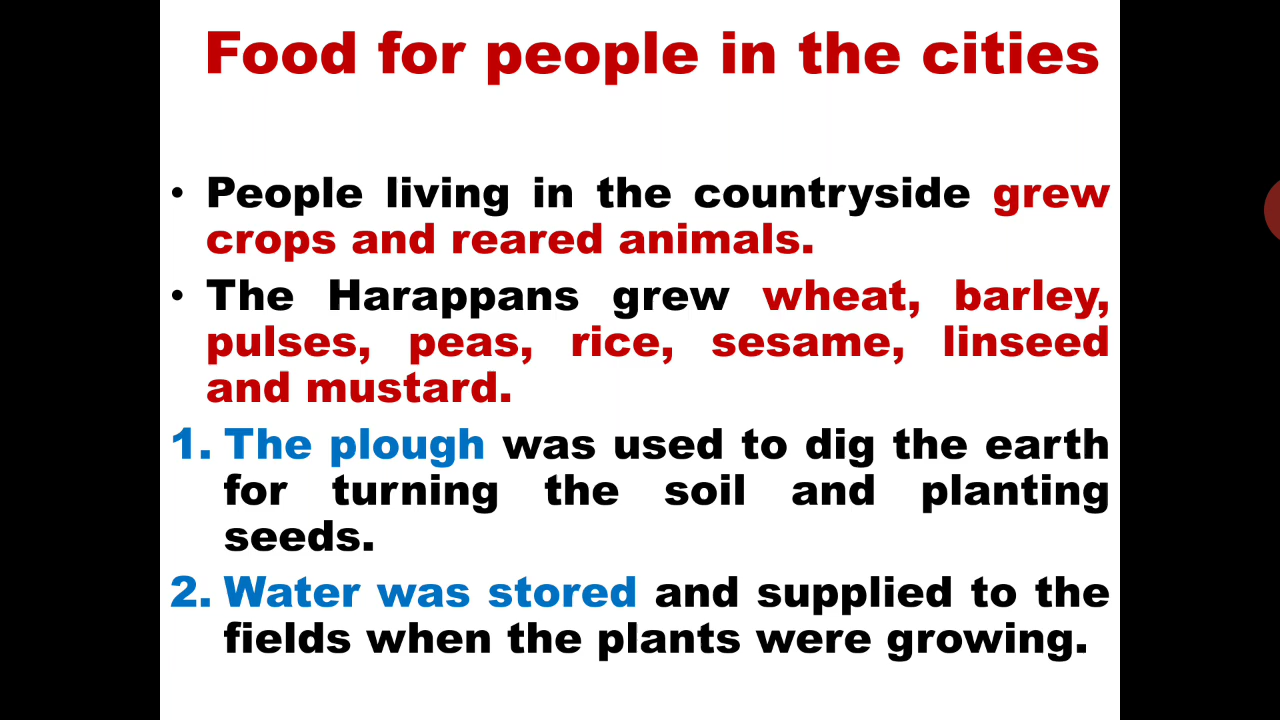 Food for people in the cities
• People living in the countryside grew
crops and reared animals.
• The Harappans grew wheat, barley,
pulses, peas, rice, sesame, linseed
and mustard.
1. The plough was used to dig the earth
for turning the soil and planting
seeds.
2. Water was stored and supplied to the
fields when the plants were growing.